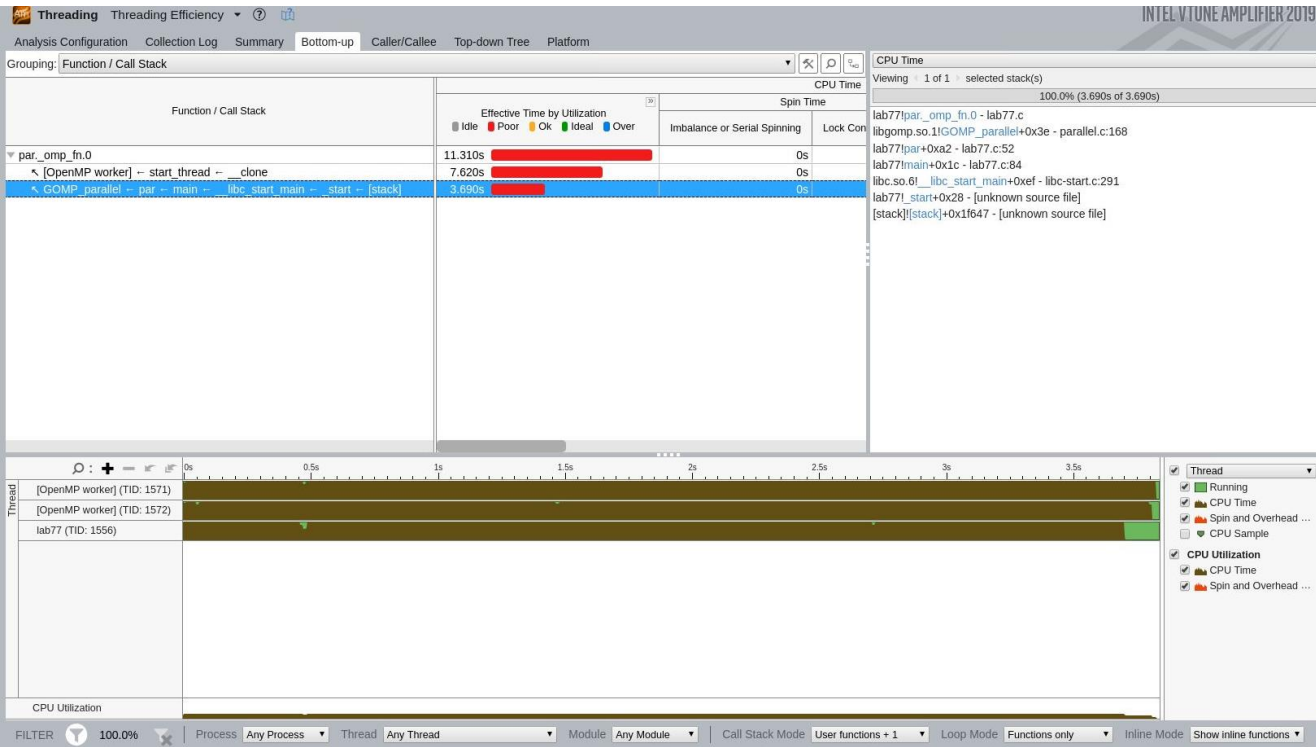 Threading Threading Efficiency
INTEL VTUNE AMPLIFIER 2019
Analysis Configuration Collection Log Summary Bottom-up Caller/Callee Top-down Tree Platform
Grouping: Function / Call Stack
CPU Time
Viewing 1 of 1 selected stack(s)
100.0% (3.690s of 3.690s)
lab77!par._omp_fn.0 - lab77.c
libgomp.so.1!GOMP_parallel+0x3e - parallel.c:168
lab77!par+0xa2 - lab77.c:52
lab77!main+0x1c - lab77.c:84
libc.so.6!__libc_start_main+0xef - libc-start.c:291
lab77!_start+0x28 - [unknown source file]
[stack]![stack]+0x1f647 - [unknown source file]
Function / Call Stack
CPU Time
Effective Time by Utilization
Idle Poor Ok Ideal Over
Spin Time
Imbalance or Serial Spinning Lock Con
par._omp_fn.0 11.310s 0s
↖ [OpenMP worker] ← start_thread ← __clone 7.620s 0s
↖ GOMP_parallel ← par ← main ← __libc_start_main ← _start ← [stack] 3.690s 0s
0s 0.5s 1s 1.5s 2s 2.5s 3s 3.5s
Thread
[OpenMP worker] (TID: 1571)
[OpenMP worker] (TID: 1572)
lab77 (TID: 1556)
CPU Utilization
Thread
Running
CPU Time
Spin and Overhead ...
CPU Sample
CPU Utilization
CPU Time
Spin and Overhead ...
FILTER 100.0% Process Any Process Thread Any Thread Module Any Module Call Stack Mode User functions + 1 Loop Mode Functions only Inline Mode Show inline functions